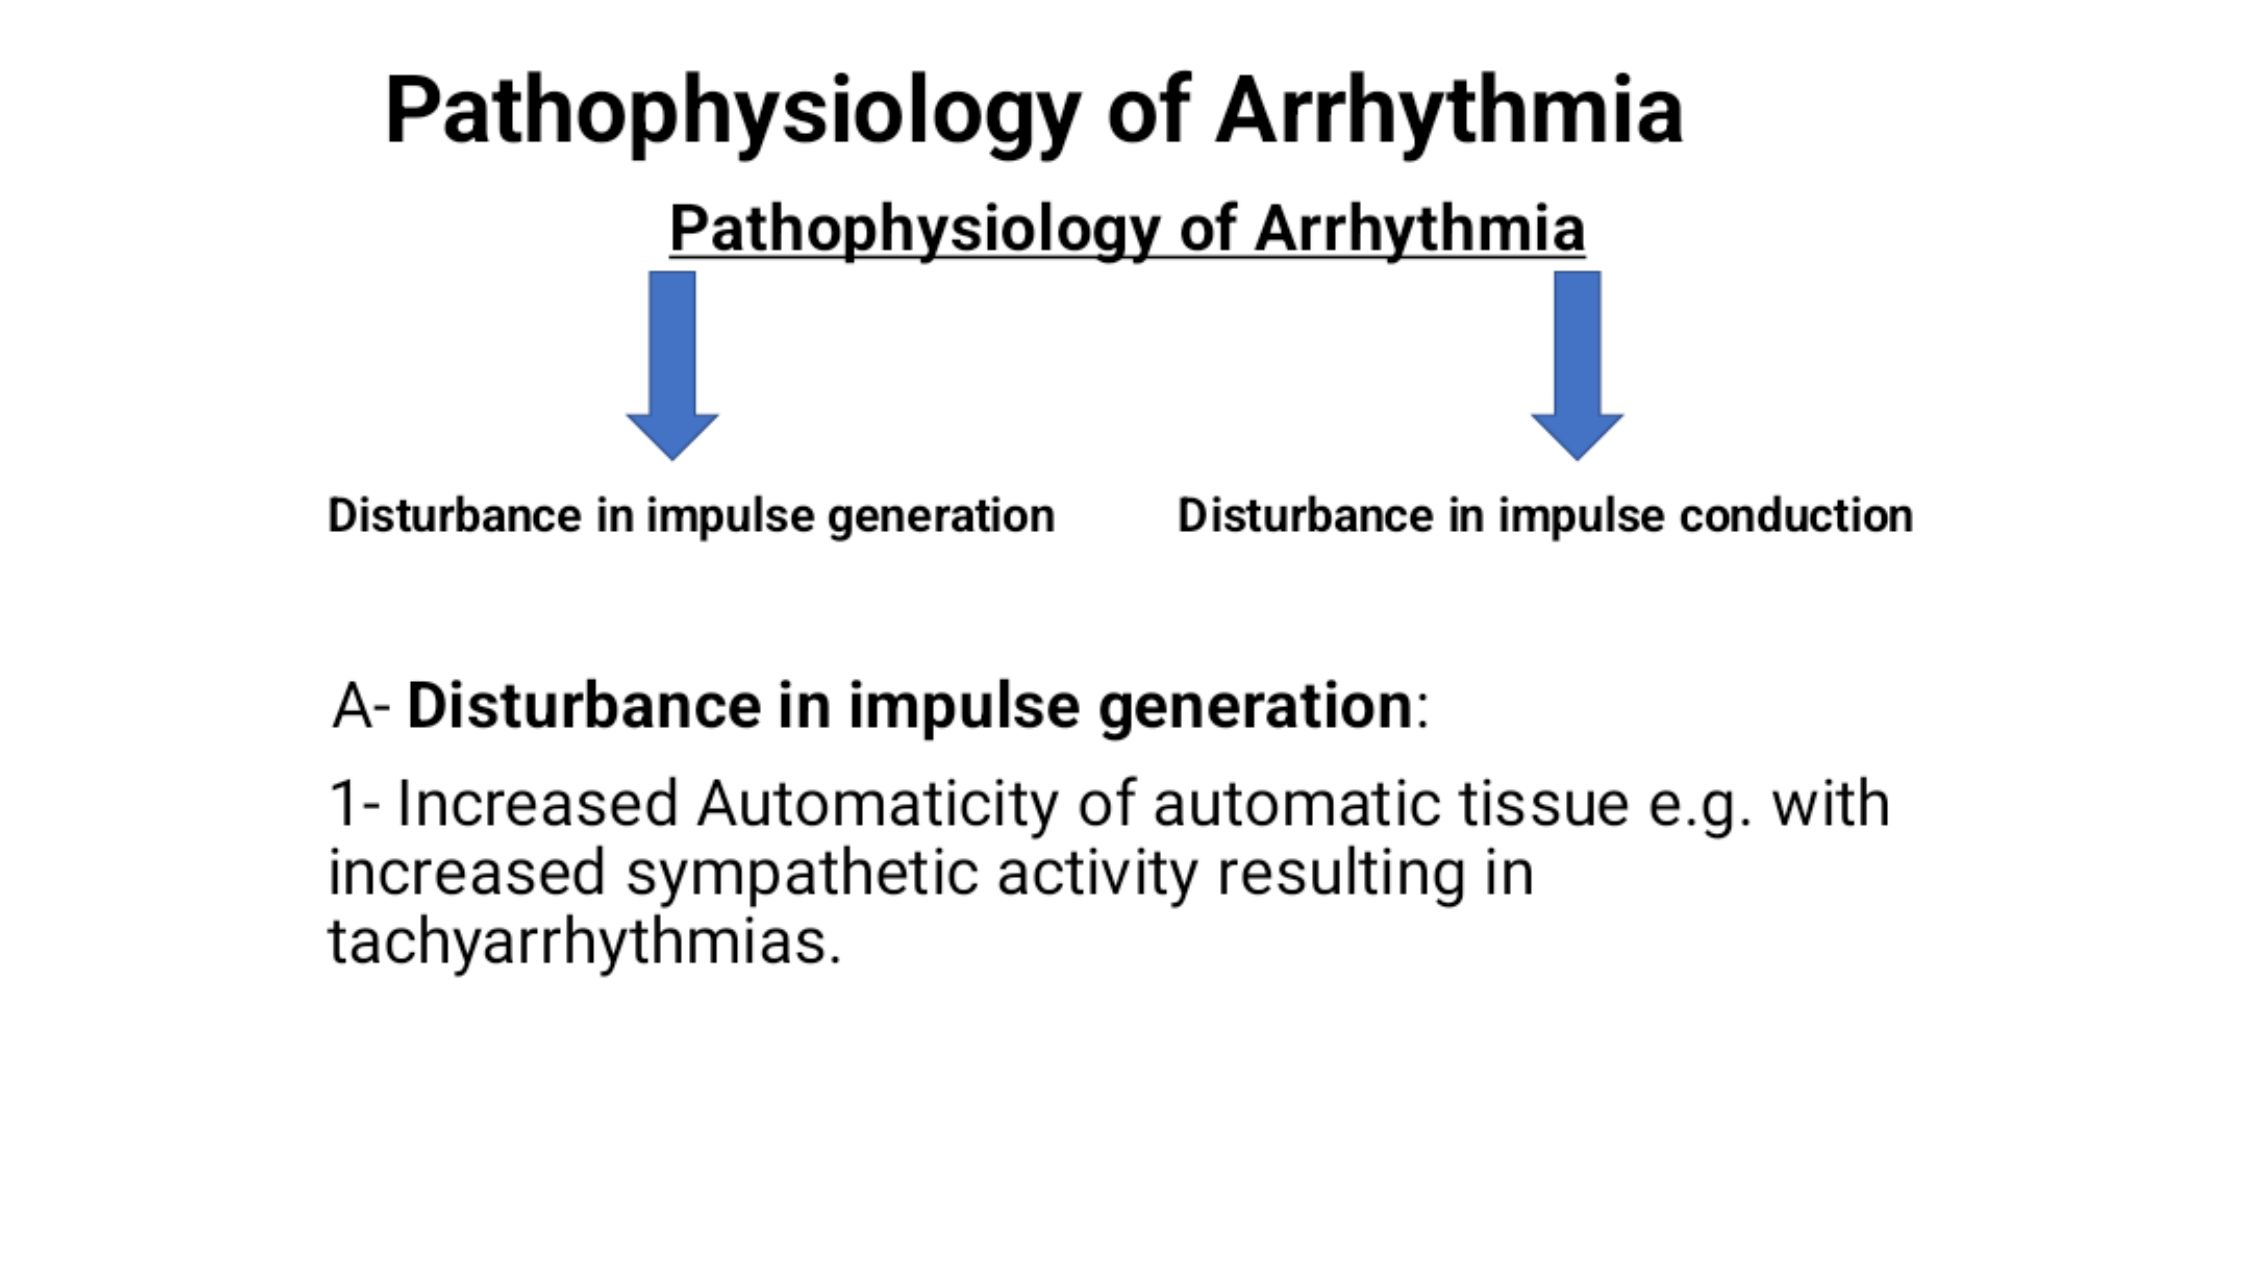 Pathophysiology of Arrhythmia
Pathophysiology of Arrhythmia
Disturbance in impulse generation
Disturbance in impulse conduction
A- Disturbance in impulse generation:
1- Increased Automaticity of automatic tissue e.g. with
increased sympathetic activity resulting in
tachyarrhythmias.